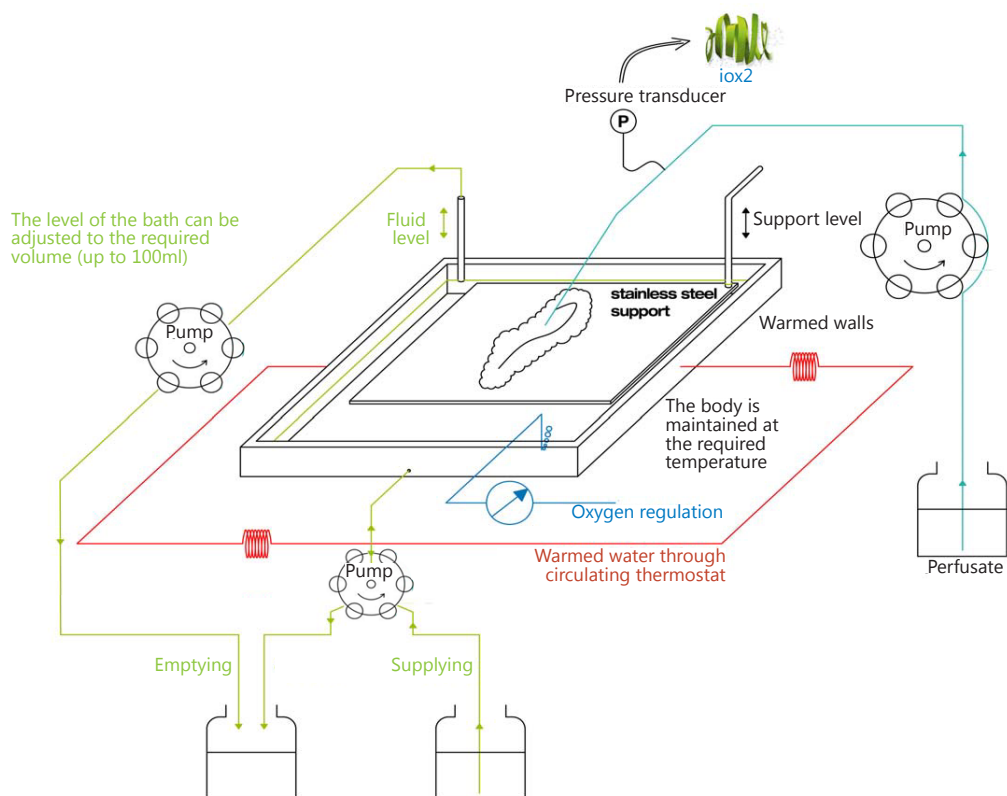 iox2
Pressure transducer
P
The level of the bath can be
adjusted to the required
volume (up to 100ml)
Fluid
level
Support level
Pump
stainless steel
support
Pump
Warmed walls
The body is
maintained at
the required
temperature
Oxygen regulation
Warmed water through
circulating thermostat
Pump
Perfusate
Emptying
Supplying